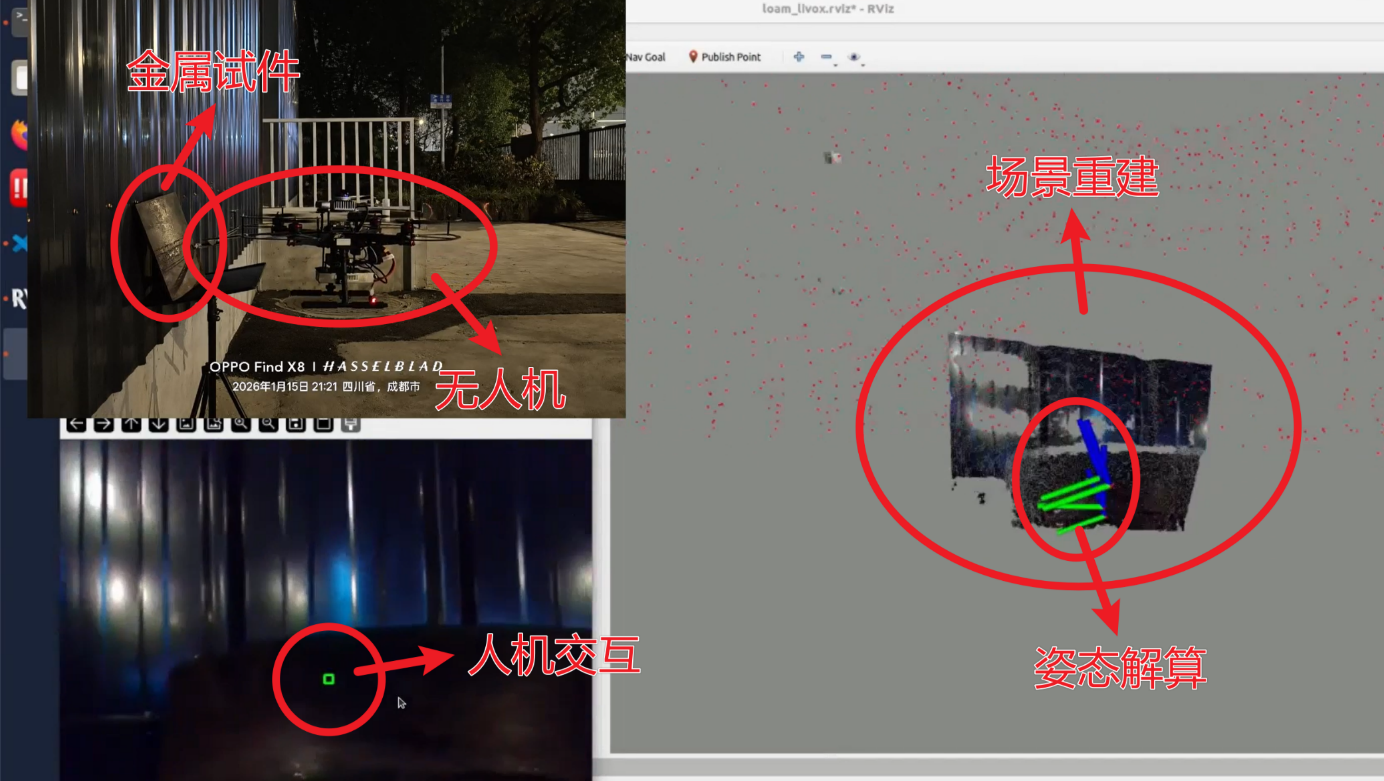 loam_livox.rviz* - RViz
Nav Goal
Publish Point
金属试件
场景重建
OPPO Find X8 | HASSELBLAD
2026年1月15日 21:21 四川省，成都市
无人机
人机交互
姿态解算